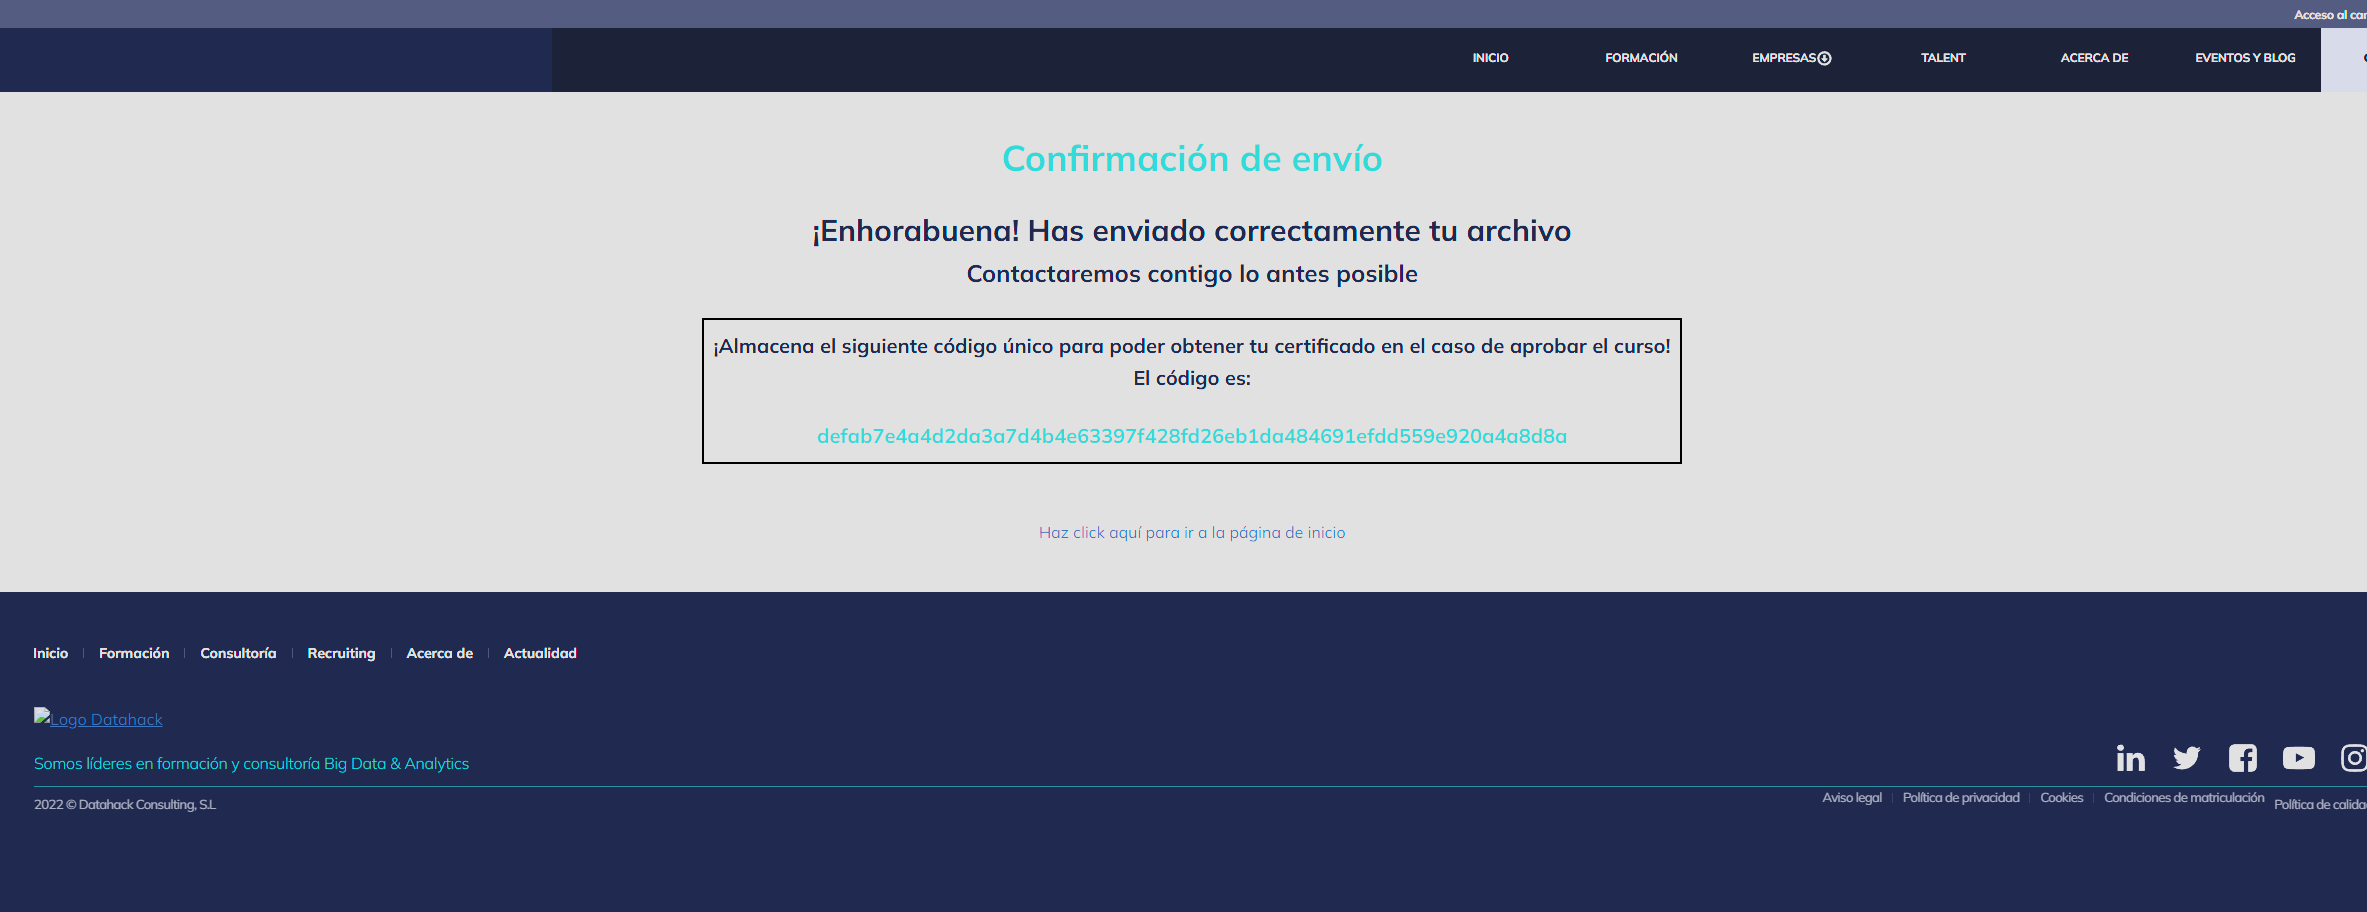 Acceso al
INICIO FORMACIÓN EMPRESAS TALENT ACERCA DE EVENTOS Y BLOG
Confirmación de envío
¡Enhorabuena! Has enviado correctamente tu archivo
Contactaremos contigo lo antes posible
¡Almacena el siguiente código único para poder obtener tu certificado en el caso de aprobar el curso!
El código es:
defab7e4a4d2da3a7d4b4e63397f428fd26eb1da484691efdd559e920a4a8d8a
Haz click aquí para ir a la página de inicio
Inicio | Formación | Consultoría | Recruiting | Acerca de | Actualidad
Logo Datahack
Somos líderes en formación y consultoría Big Data & Analytics
2022 © Datahack Consulting, S.L
Aviso legal | Política de privacidad | Cookies | Condiciones de matriculación Política de